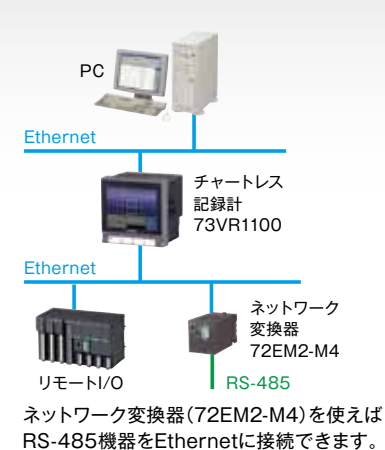 PC
Ethernet
チャートレス
記録計
73VR1100
Ethernet
ネットワーク
変換器
72EM2-M4
リモートI/O
RS-485
ネットワーク変換器(72EM2-M4)を使えば
RS-485機器をEthernetに接続できます。